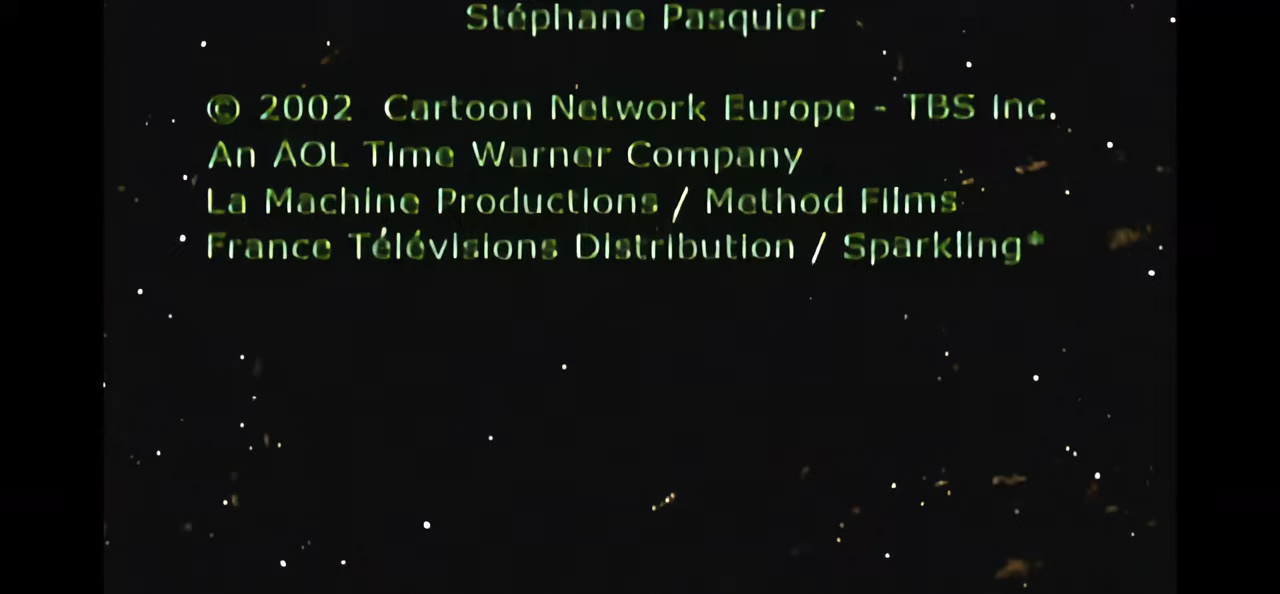 Stéphane Pasquier
© 2002 Cartoon Network Europe - TBS Inc.
An AOL Time Warner Company
La Machine Productions / Method Films
France Télévisions Distribution / Sparkling*